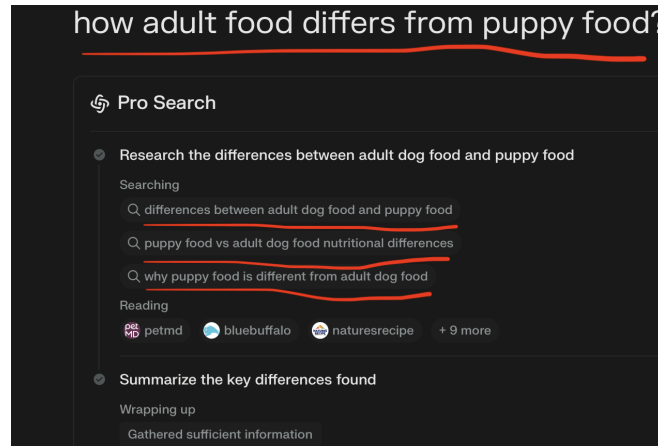 how adult food differs from puppy food?
Pro Search
Research the differences between adult dog food and puppy food
Searching
differences between adult dog food and puppy food
puppy food vs adult dog food nutritional differences
why puppy food is different from adult dog food
Reading
pet MD petmd bluebuffalo naturesrecipe + 9 more
Summarize the key differences found
Wrapping up
Gathered sufficient information